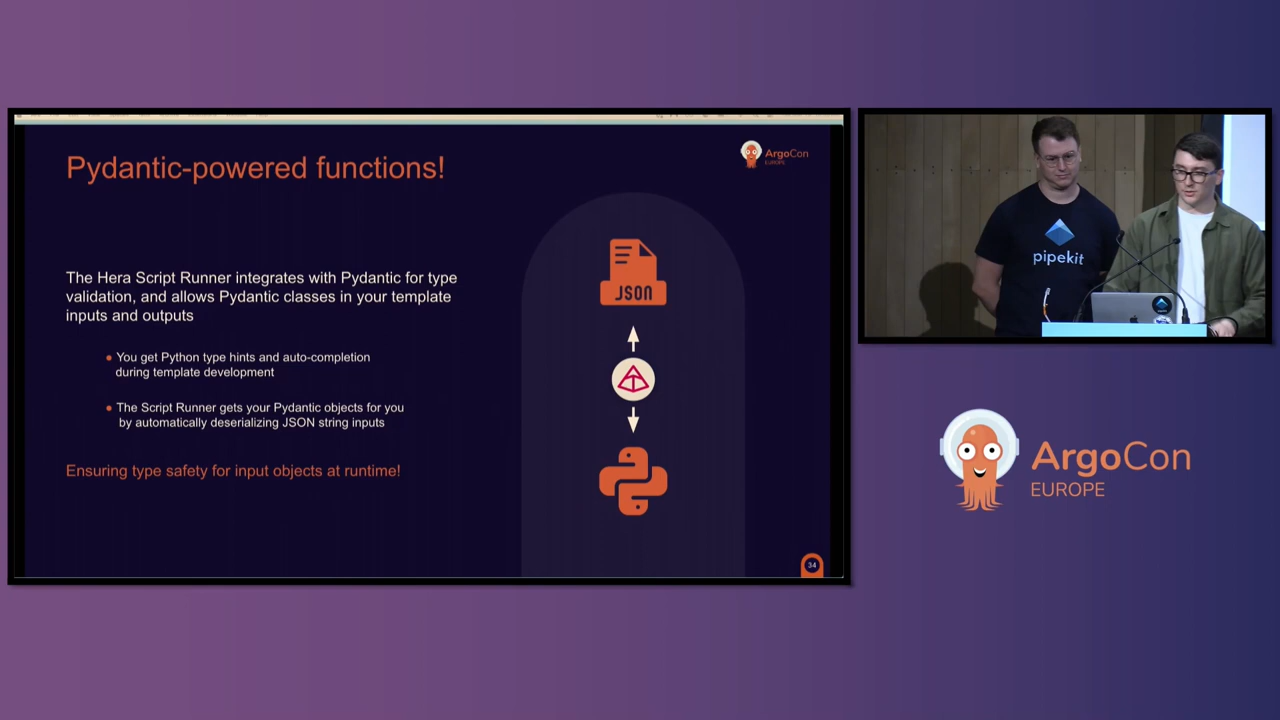 Pydantic-powered functions!
ArgoCon
EUROPE
The Hera Script Runner integrates with Pydantic for type
validation, and allows Pydantic classes in your template
inputs and outputs
You get Python type hints and auto-completion
during template development
The Script Runner gets your Pydantic objects for you
by automatically deserializing JSON string inputs
Ensuring type safety for input objects at runtime!
JSON
34
pipekit
ArgoCon
EUROPE